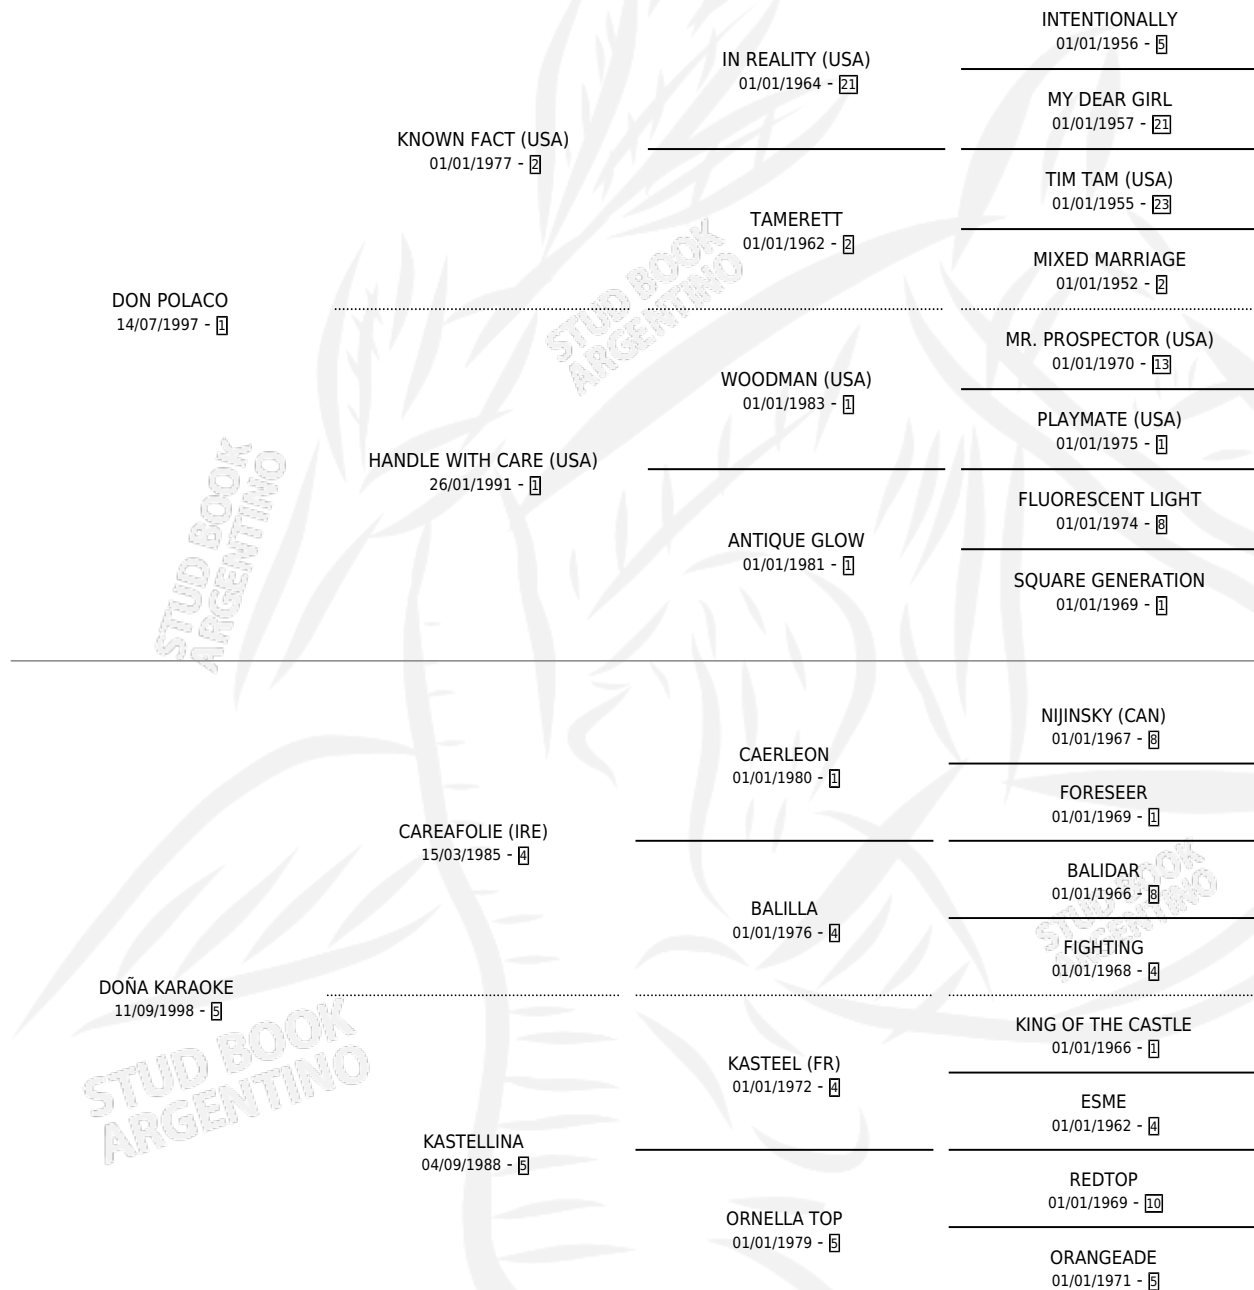 INTENTIONALLY
01/01/1956 - 5
IN REALITY (USA)
01/01/1964 - 21
MY DEAR GIRL
01/01/1957 - 21
KNOWN FACT (USA)
01/01/1977 - 2
TIM TAM (USA)
01/01/1955 - 23
TAMERETT
01/01/1962 - 2
MIXED MARRIAGE
01/01/1952 - 2
DON POLACO
14/07/1997 - 1
MR. PROSPECTOR (USA)
01/01/1970 - 13
WOODMAN (USA)
01/01/1983 - 1
PLAYMATE (USA)
01/01/1975 - 1
HANDLE WITH CARE (USA)
26/01/1991 - 1
FLUORESCENT LIGHT
01/01/1974 - 8
ANTIQUE GLOW
01/01/1981 - 1
SQUARE GENERATION
01/01/1969 - 1
NIJINSKY (CAN)
01/01/1967 - 8
CAERLEON
01/01/1980 - 1
FORESEER
01/01/1969 - 1
CAREAFOLIE (IRE)
15/03/1985 - 4
BALIDAR
01/01/1966 - 8
BALILLA
01/01/1976 - 4
FIGHTING
01/01/1968 - 4
DOÑA KARAOKE
11/09/1998 - 5
KING OF THE CASTLE
01/01/1966 - 1
KASTEEL (FR)
01/01/1972 - 4
ESME
01/01/1962 - 4
KASTELLINA
04/09/1988 - 5
REDTOP
01/01/1969 - 10
ORNELLA TOP
01/01/1979 - 5
ORANGEADE
01/01/1971 - 5
STUD BOOK
ARGENTINO
STUD BOOK
ARGENTINO
STUD BOOK
ARGENTINO
STUD BOOK
ARGENTINO